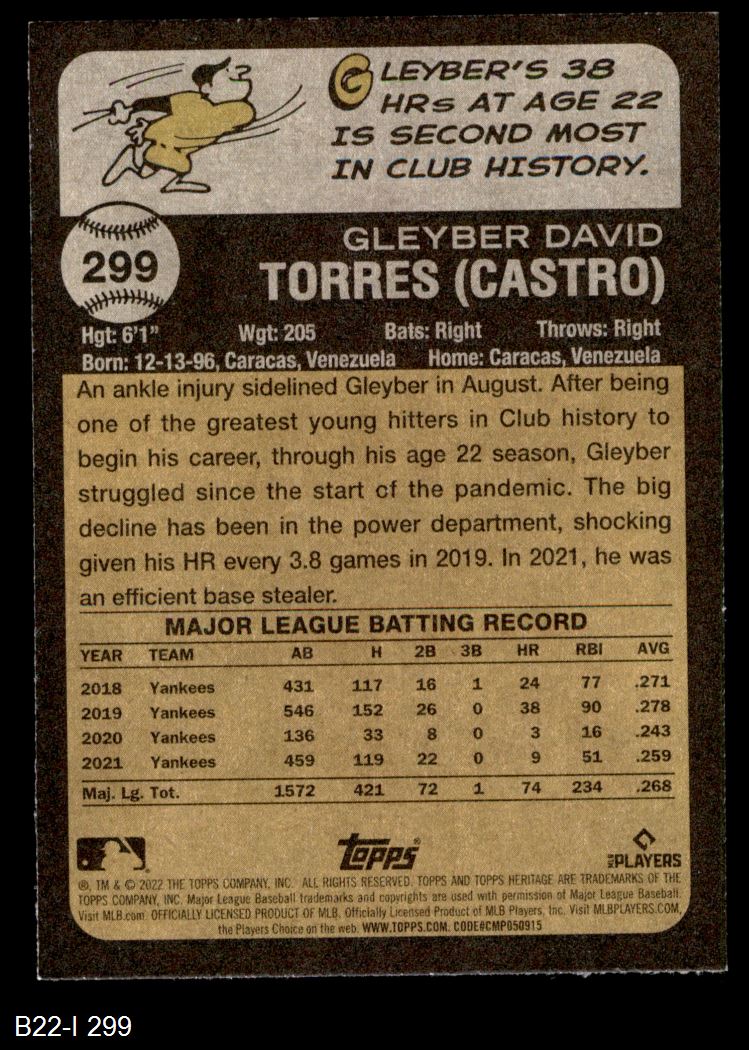 GLEYBER'S 38
HRs AT AGE 22
IS SECOND MOST
IN CLUB HISTORY.
299
GLEYBER DAVID
TORRES (CASTRO)
Hgt: 6'1" Wgt: 205 Bats: Right Throws: Right
Born: 12-13-96, Caracas, Venezuela Home: Caracas, Venezuela
An ankle injury sidelined Gleyber in August. After being
one of the greatest young hitters in Club history to
begin his career, through his age 22 season, Gleyber
struggled since the start of the pandemic. The big
decline has been in the power department, shocking
given his HR every 3.8 games in 2019. In 2021, he was
an efficient base stealer.
MAJOR LEAGUE BATTING RECORD
YEAR TEAM AB H 2B 3B HR RBI AVG
2018 Yankees 431 117 16 1 24 77 .271
2019 Yankees 546 152 26 0 38 90 .278
2020 Yankees 136 33 8 0 3 16 .243
2021 Yankees 459 119 22 0 9 51 .259
Maj. Lg. Tot. 1572 421 72 1 74 234 .268
Topps® MLB PLAYERS
®, TM & © 2022 THE TOPPS COMPANY, INC. ALL RIGHTS RESERVED. TOPPS AND TOPPS HERITAGE ARE TRADEMARKS OF THE
TOPPS COMPANY, INC. Major League Baseball trademarks and copyrights are used with permission of Major League Baseball.
Visit MLB.com. OFFICIALLY LICENSED PRODUCT OF MLB. Officially Licensed Product of MLB Players, Inc. Visit MLBPLAYERS.COM,
the Players Choice on the web. WWW.TOPPS.COM. CODE#CMP050915
B22-I 299